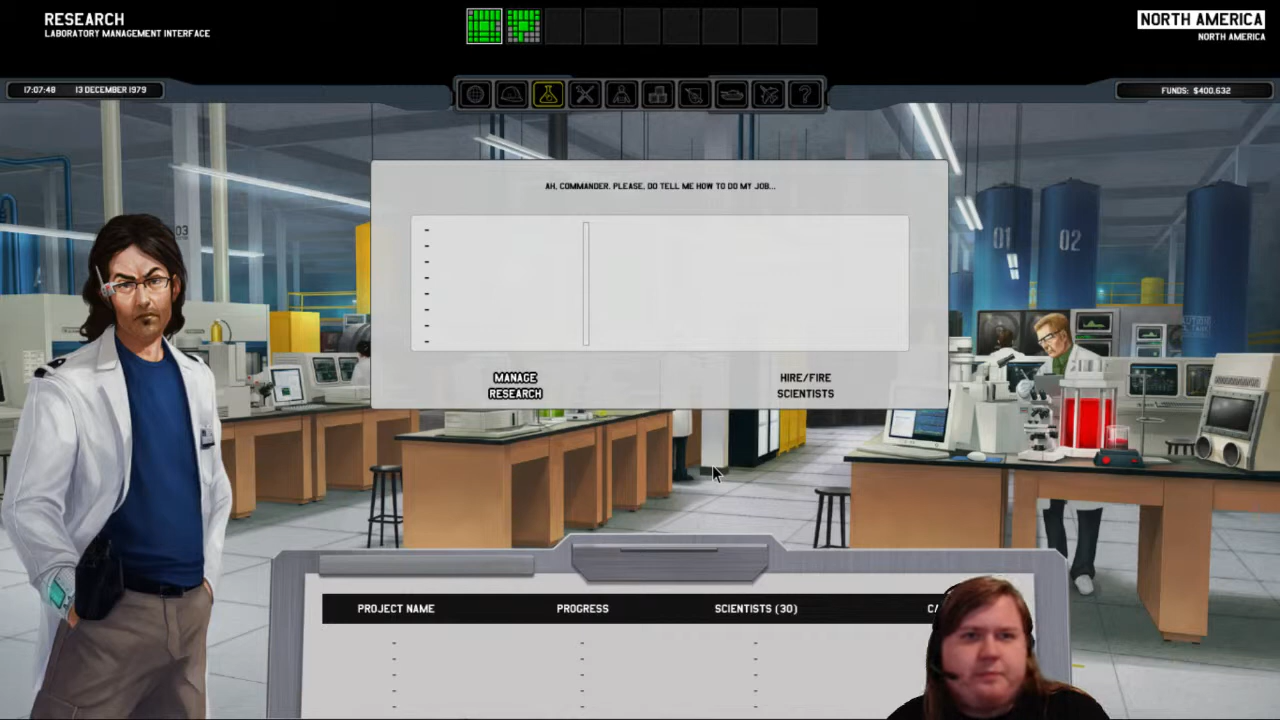 RESEARCH
LABORATORY MANAGEMENT INTERFACE
NORTH AMERICA
NORTH AMERICA
17:07:48 13 DECEMBER 1979
?
FUNDS: $400,632
AH, COMMANDER. PLEASE, DO TELL ME HOW TO DO MY JOB...
-
-
-
-
-
-
-
-
MANAGE
RESEARCH
HIRE/FIRE
SCIENTISTS
03
01
02
PROJECT NAME PROGRESS SCIENTISTS (30)
- - -
- - -
- - -
- - -
- - -